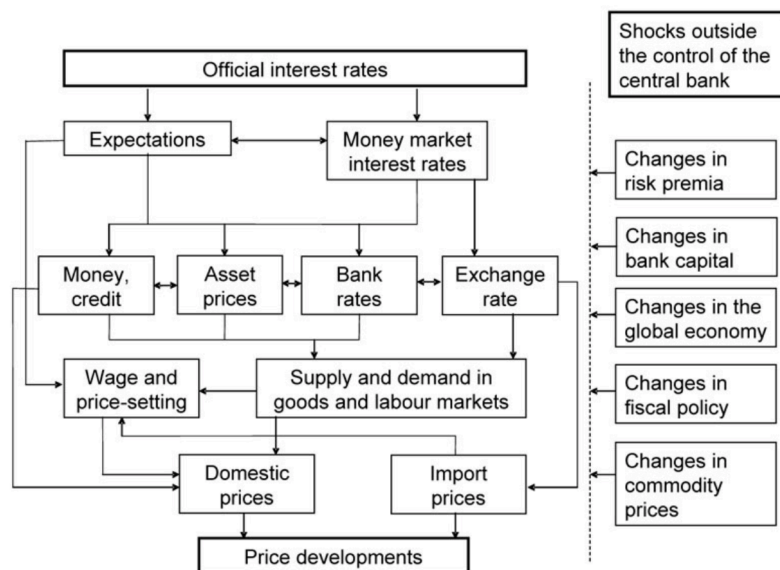 Official interest rates
Shocks outside
the control of the
central bank
Expectations
Money market
interest rates
Changes in
risk premia
Money,
credit
Asset
prices
Bank
rates
Exchange
rate
Changes in
bank capital
Changes in the
global economy
Wage and
price-setting
Supply and demand in
goods and labour markets
Changes in
fiscal policy
Domestic
prices
Import
prices
Changes in
commodity
prices
Price developments